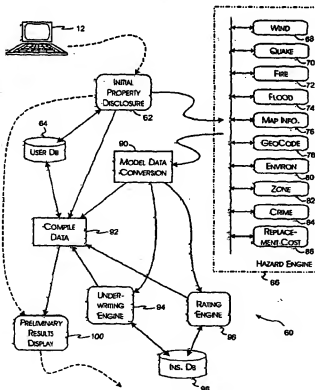 12
INITIAL
PROPERTY
DISCLOSURE
62
64
USER DB
90
MODEL DATA
CONVERSION
COMPILE
DATA
92
UNDER-
WRITING
ENGINE
94
RATING
ENGINE
96
PRELIMINARY
RESULTS
DISPLAY
100
INS. DB
98
60
WIND
68
QUAKE
70
FIRE
72
FLOOD
74
MAP INFO.
76
GEOCODE
78
ENVIRON
80
ZONE
82
CRIME
84
REPLACE-
MENT COST
86
HAZARD ENGINE
66